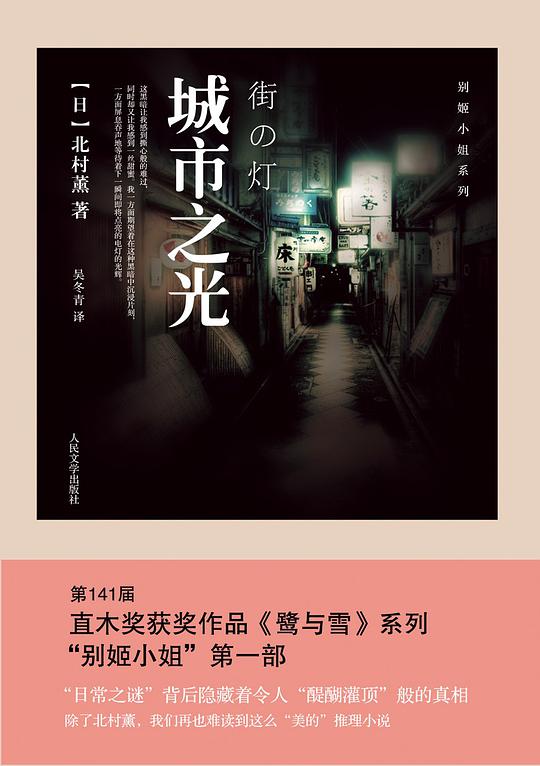 别姬小姐系列
街の灯
城市之光
这黑暗让我感到撕心般的难过，
同时却又让我感到一丝甜蜜。我一方面期望着在这种黑暗中沉浸片刻，
一方面屏息吞声地等待着下一瞬间即将点亮的电灯的光辉。
【日】北村薰 著
吴冬青 译
人民文学出版社
床
第141届
直木奖获奖作品《鹭与雪》系列
“别姬小姐”第一部
“日常之谜”背后隐藏着令人“醍醐灌顶”般的真相
除了北村薰，我们再也难读到这么“美的”推理小说